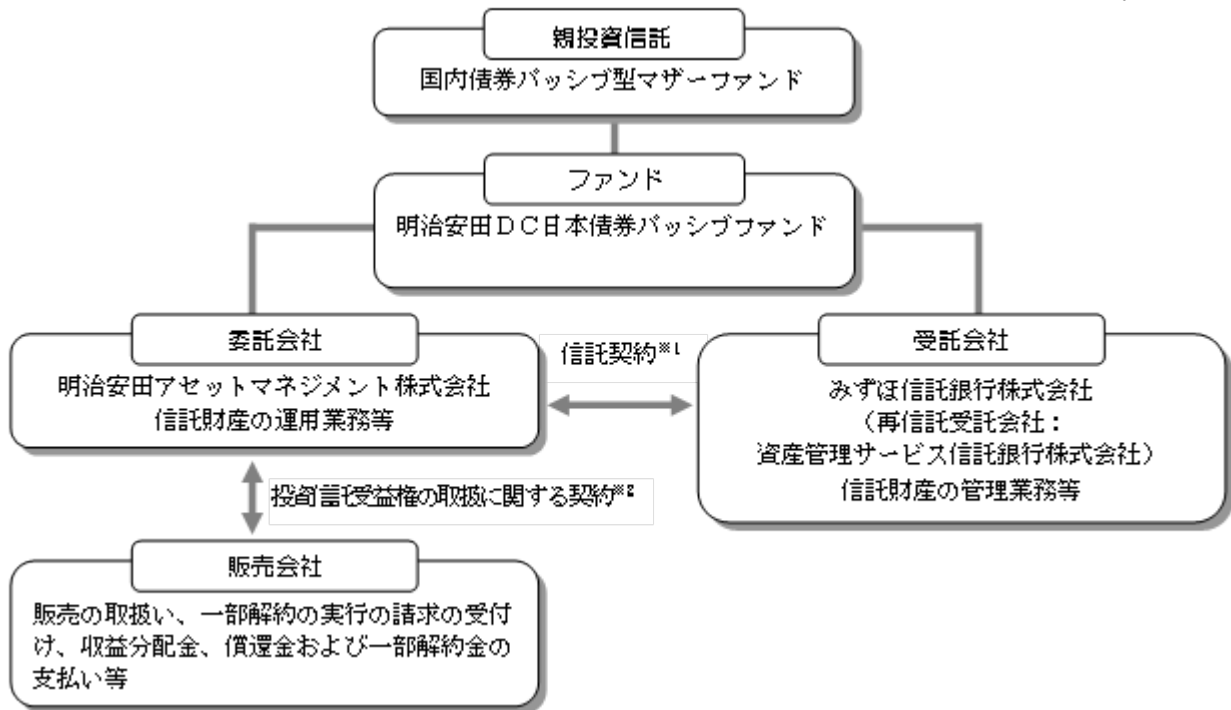 親投資信託
国内債券パッシブ型マザーファンド
ファンド
明治安田DC日本債券パッシブファンド
委託会社
明治安田アセットマネジメント株式会社
信託財産の運用業務等
信託契約※1
受託会社
みずほ信託銀行株式会社
（再信託受託会社：
資産管理サービス信託銀行株式会社）
信託財産の管理業務等
投資信託受益権の取扱に関する契約※2
販売会社
販売の取扱い、一部解約の実行の請求の受付
け、収益分配金、償還金および一部解約金の
支払い等